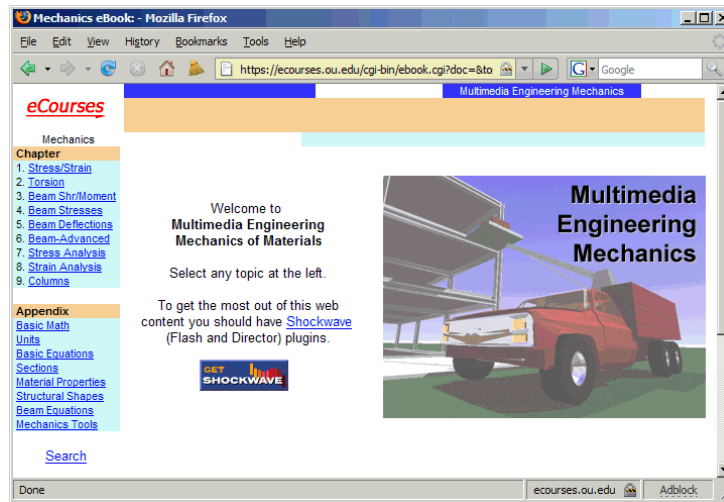 Mechanics eBook: - Mozilla Firefox
File Edit View History Bookmarks Tools Help
https://ecourses.ou.edu/cgi-bin/ebook.cgi?doc=&to
G Google
eCourses
Multimedia Engineering Mechanics
Mechanics
Chapter
1. Stress/Strain
2. Torsion
3. Beam Shr/Moment
4. Beam Stresses
5. Beam Deflections
6. Beam-Advanced
7. Stress Analysis
8. Strain Analysis
9. Columns
Appendix
Basic Math
Units
Basic Equations
Sections
Material Properties
Structural Shapes
Beam Equations
Mechanics Tools
Search
Welcome to
Multimedia Engineering
Mechanics of Materials
Select any topic at the left.
To get the most out of this web
content you should have Shockwave
(Flash and Director) plugins.
GET
SHOCKWAVE
Multimedia
Engineering
Mechanics
Done
ecourses.ou.edu
Adblock